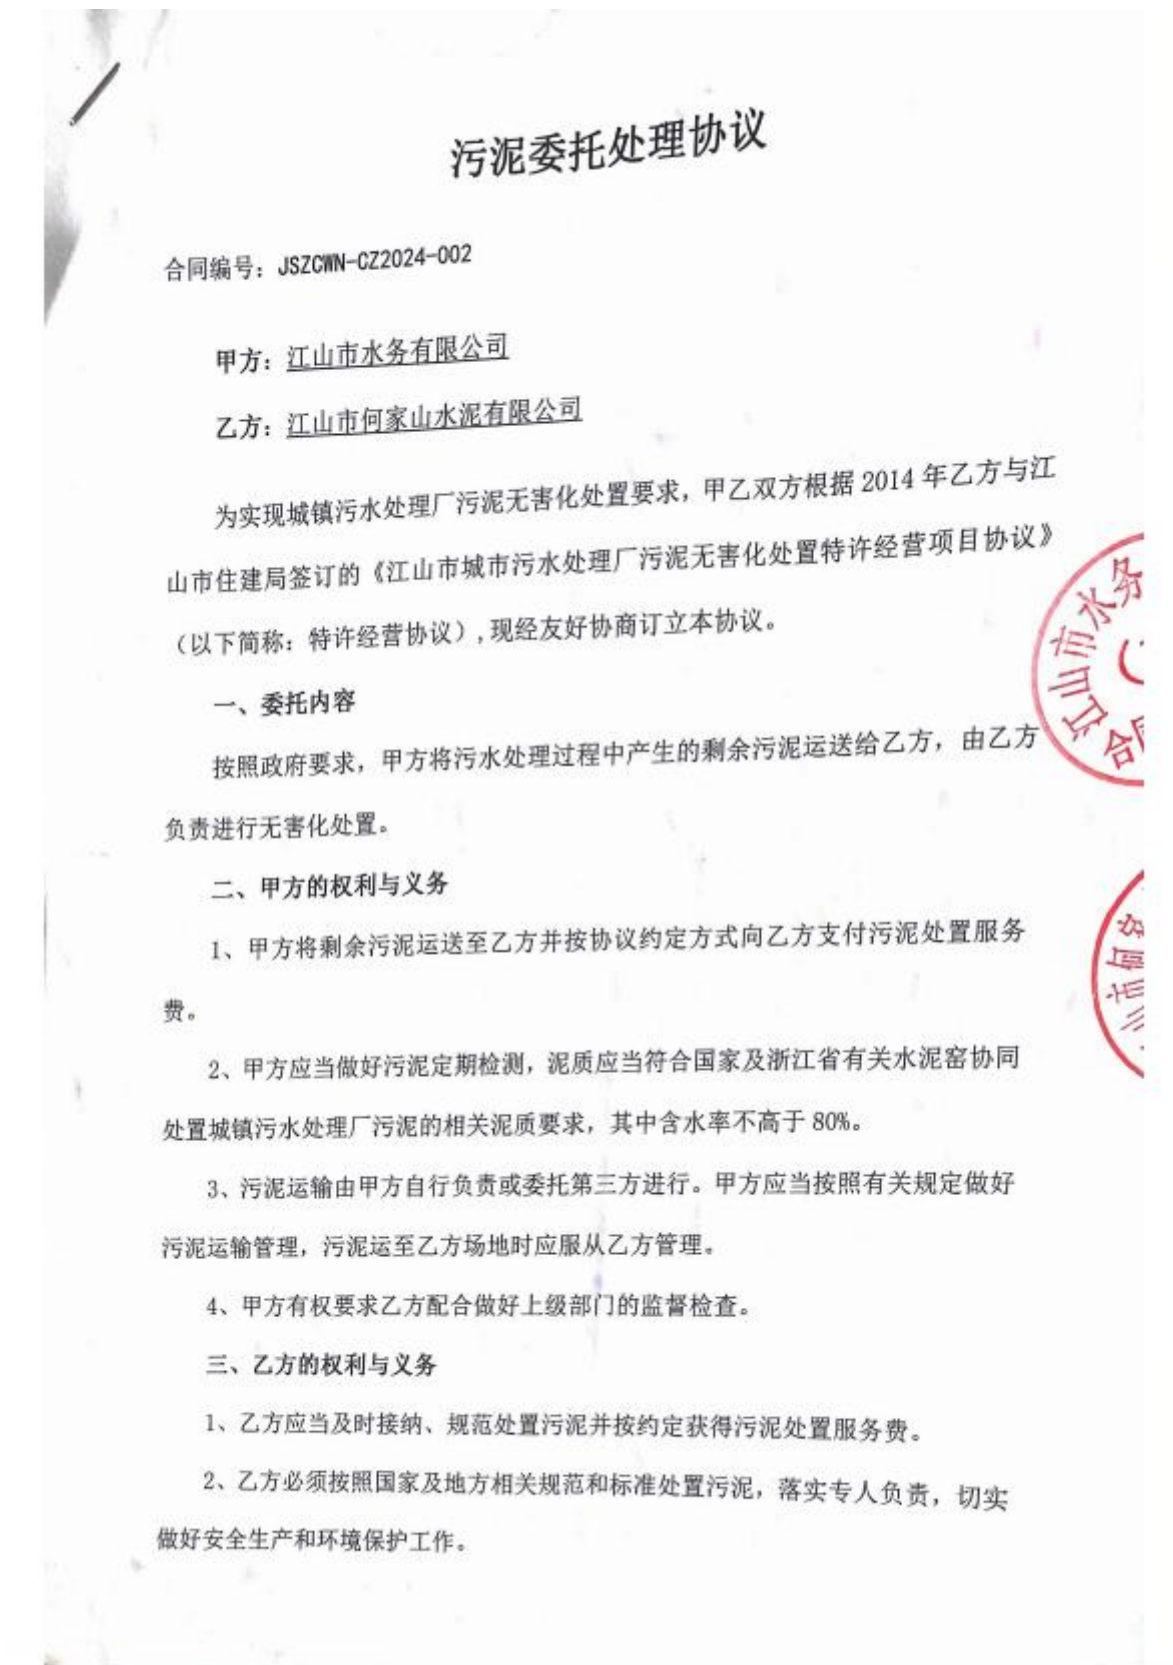 污泥委托处理协议
合同编号：JSZCWN-CZ2024-002
甲方：江山市水务有限公司
乙方：江山市何家山水泥有限公司
为实现城镇污水处理厂污泥无害化处置要求，甲乙双方根据 2014 年乙方与江
山市住建局签订的《江山市城市污水处理厂污泥无害化处置特许经营项目协议》
（以下简称：特许经营协议）,现经友好协商订立本协议。
一、委托内容
按照政府要求，甲方将污水处理过程中产生的剩余污泥运送给乙方，由乙方
负责进行无害化处置。
二、甲方的权利与义务
1、甲方将剩余污泥运送至乙方并按协议约定方式向乙方支付污泥处置服务
费。
2、甲方应当做好污泥定期检测，泥质应当符合国家及浙江省有关水泥窑协同
处置城镇污水处理厂污泥的相关泥质要求，其中含水率不高于 80%。
3、污泥运输由甲方自行负责或委托第三方进行。甲方应当按照有关规定做好
污泥运输管理，污泥运至乙方场地时应服从乙方管理。
4、甲方有权要求乙方配合做好上级部门的监督检查。
三、乙方的权利与义务
1、乙方应当及时接纳、规范处置污泥并按约定获得污泥处置服务费。
2、乙方必须按照国家及地方相关规范和标准处置污泥，落实专人负责，切实
做好安全生产和环境保护工作。
江山市水务
合同